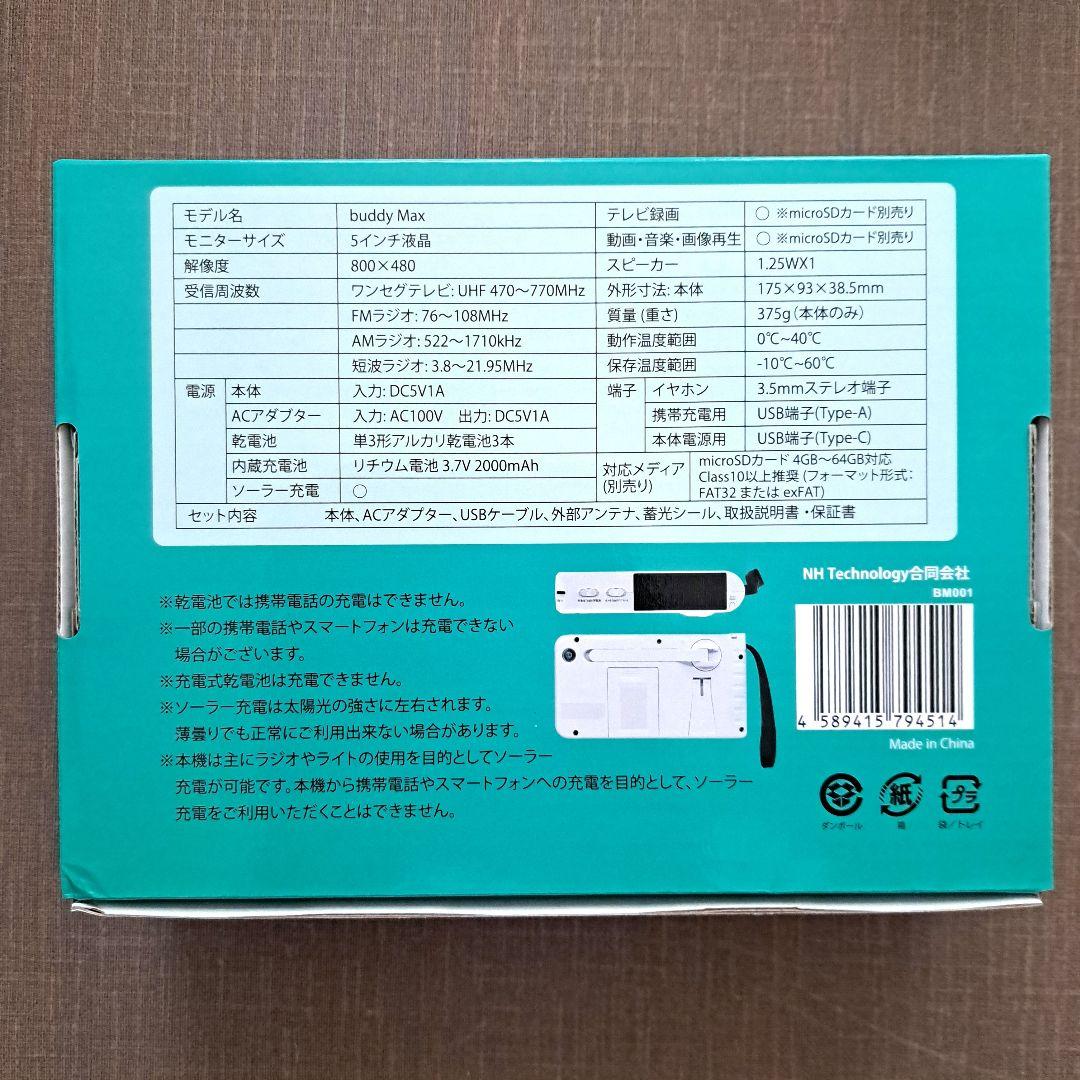 モデル名 buddy Max テレビ録画 ○ ※microSDカード別売り
モニターサイズ 5インチ液晶 動画・音楽・画像再生 ○ ※microSDカード別売り
解像度 800×480 スピーカー 1.25WX1
受信周波数 ワンセグテレビ: UHF 470～770MHz 外形寸法: 本体 175×93×38.5mm
FMラジオ: 76～108MHz 質量 (重さ) 375g (本体のみ)
AMラジオ: 522～1710kHz 動作温度範囲 0℃~40℃
短波ラジオ: 3.8～21.95MHz 保存温度範囲 -10℃~60℃
電源 本体 入力: DC5V1A 端子 イヤホン 3.5mmステレオ端子
ACアダプター 入力: AC100V 出力: DC5V1A 携帯充電用 USB端子(Type-A)
乾電池 単3形アルカリ乾電池3本 本体電源用 USB端子(Type-C)
内蔵充電池 リチウム電池 3.7V 2000mAh 対応メディア (別売り) microSDカード 4GB～64GB対応
Class10以上推奨 (フォーマット形式:
ソーラー充電 ○ FAT32 または exFAT)
セット内容 本体、ACアダプター、USBケーブル、外部アンテナ、蓄光シール、取扱説明書・保証書
※乾電池では携帯電話の充電はできません。
※一部の携帯電話やスマートフォンは充電できない
場合がございます。
※充電式乾電池は充電できません。
※ソーラー充電は太陽光の強さに左右されます。
薄曇りでも正常にご利用出来ない場合があります。
※本機は主にラジオやライトの使用を目的としてソーラー
充電が可能です。本機から携帯電話やスマートフォンへの充電を目的として、ソーラー
充電をご利用いただくことはできません。
NH Technology合同会社
BM001
4 589415 794514
Made in China
紙 プラ
ダンボール 箱 袋/トレイ